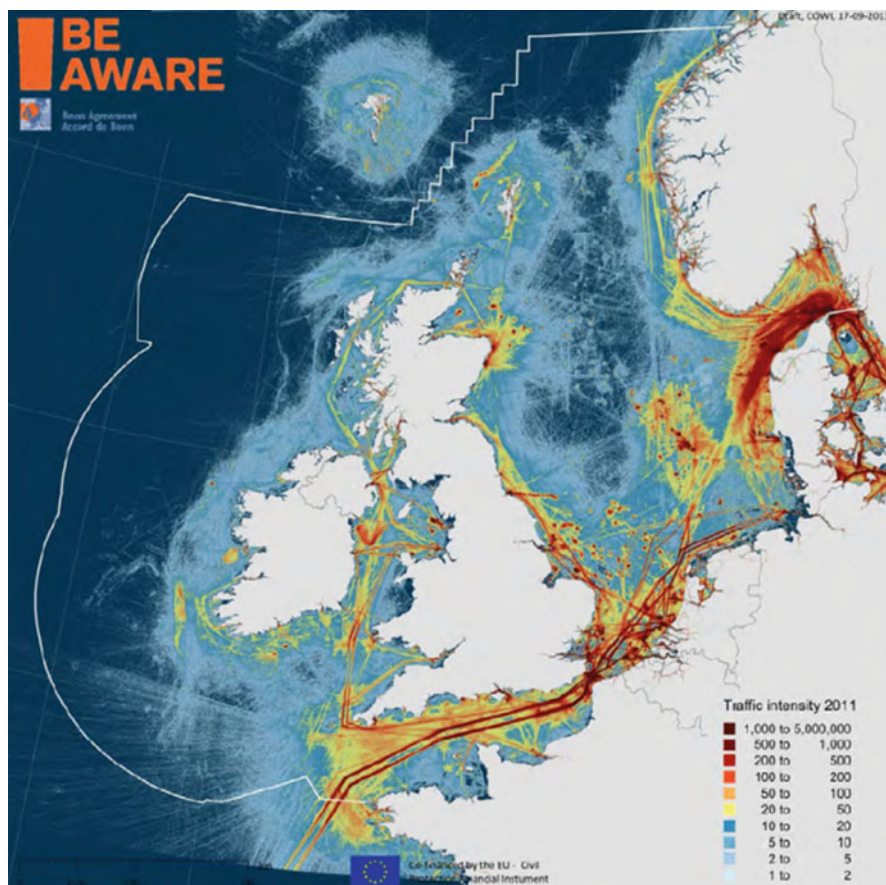 Draft, COWI, 17-09-201
BE
AWARE
Bonn Agreement
Accord de Bonn
Traffic intensity 2011
1,000 to 5,000,000
500 to 1,000
200 to 500
100 to 200
50 to 100
20 to 50
10 to 20
5 to 10
2 to 5
1 to 2
Co-financed by the EU - Civil
Protection Financial Instument